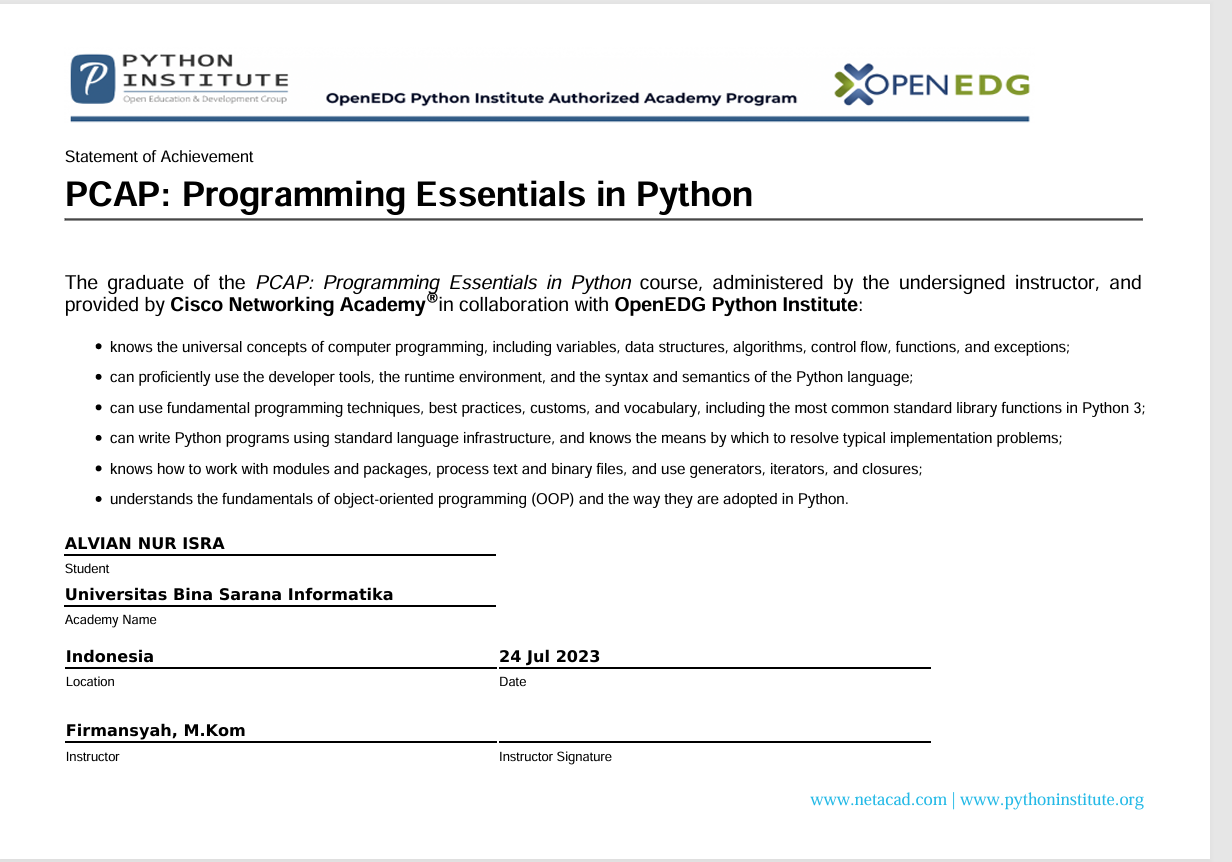 PYTHON
INSTITUTE
Open Education & Development Group
OpenEDG Python Institute Authorized Academy Program
OPENEDG
Statement of Achievement
PCAP: Programming Essentials in Python
The graduate of the PCAP: Programming Essentials in Python course, administered by the undersigned instructor, and
provided by Cisco Networking Academy®in collaboration with OpenEDG Python Institute:
• knows the universal concepts of computer programming, including variables, data structures, algorithms, control flow, functions, and exceptions;
• can proficiently use the developer tools, the runtime environment, and the syntax and semantics of the Python language;
• can use fundamental programming techniques, best practices, customs, and vocabulary, including the most common standard library functions in Python 3;
• can write Python programs using standard language infrastructure, and knows the means by which to resolve typical implementation problems;
• knows how to work with modules and packages, process text and binary files, and use generators, iterators, and closures;
• understands the fundamentals of object-oriented programming (OOP) and the way they are adopted in Python.
ALVIAN NUR ISRA
Student
Universitas Bina Sarana Informatika
Academy Name
Indonesia
Location
24 Jul 2023
Date
Firmansyah, M.Kom
Instructor
Instructor Signature
www.netacad.com | www.pythoninstitute.org